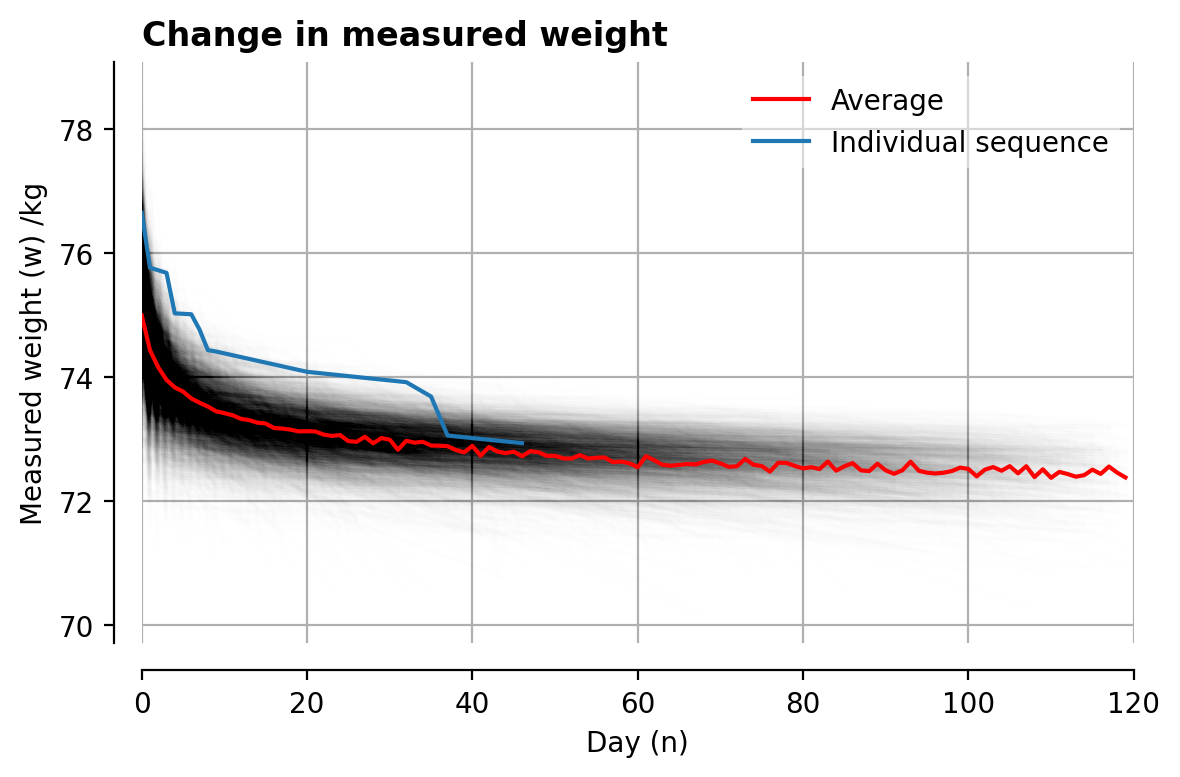 Change in measured weight
Average
Individual sequence
Measured weight (w) /kg
78
76
74
72
70
0 20 40 60 80 100 120
Day (n)